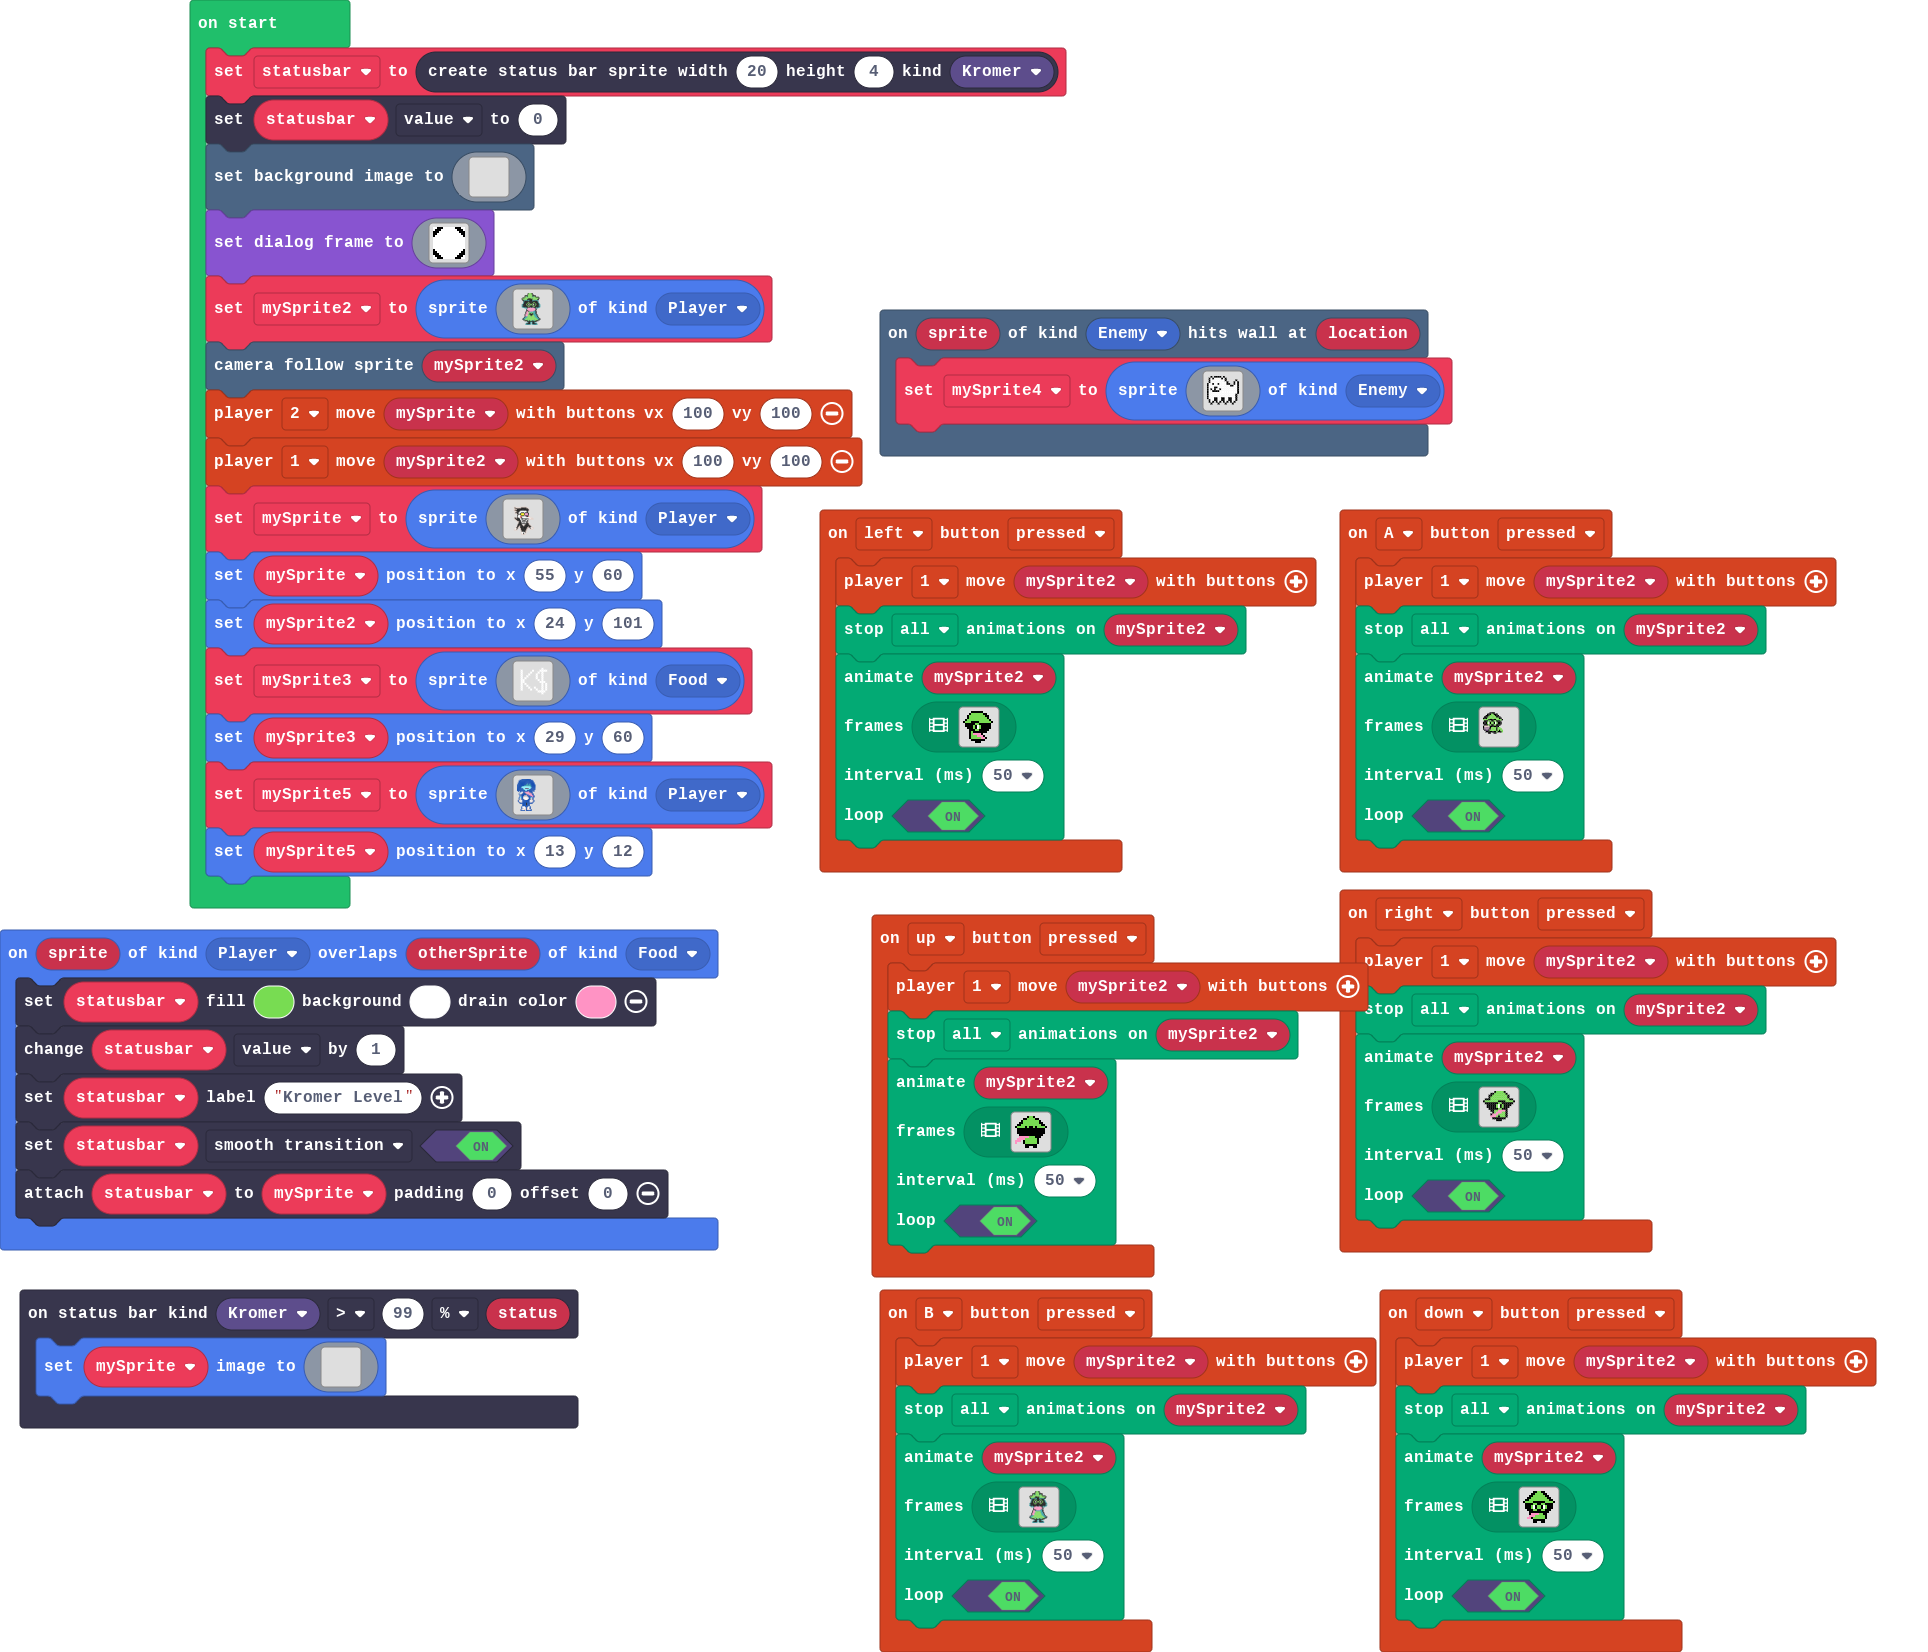 on start
set statusbar to create status bar sprite width 20 height 4 kind Kromer
set statusbar value to 0
set background image to
set dialog frame to
set mySprite2 to sprite of kind Player
camera follow sprite mySprite2
player 2 move mySprite with buttons vx 100 vy 100
player 1 move mySprite2 with buttons vx 100 vy 100
set mySprite to sprite of kind Player
set mySprite position to x 55 y 60
set mySprite2 position to x 24 y 101
set mySprite3 to sprite K$ of kind Food
set mySprite3 position to x 29 y 60
set mySprite5 to sprite of kind Player
set mySprite5 position to x 13 y 12
on sprite of kind Enemy hits wall at location
set mySprite4 to sprite of kind Enemy
on left button pressed
player 1 move mySprite2 with buttons
stop all animations on mySprite2
animate mySprite2
frames
interval (ms) 50
loop ON
on A button pressed
player 1 move mySprite2 with buttons
stop all animations on mySprite2
animate mySprite2
frames
interval (ms) 50
loop ON
on sprite of kind Player overlaps otherSprite of kind Food
set statusbar fill background drain color
change statusbar value by 1
set statusbar label "Kromer Level"
set statusbar smooth transition ON
attach statusbar to mySprite padding 0 offset 0
on up button pressed
player 1 move mySprite2 with buttons
stop all animations on mySprite2
animate mySprite2
frames
interval (ms) 50
loop ON
on right button pressed
player 1 move mySprite2 with buttons
stop all animations on mySprite2
animate mySprite2
frames
interval (ms) 50
loop ON
on status bar kind Kromer > 99 % status
set mySprite image to
on B button pressed
player 1 move mySprite2 with buttons
stop all animations on mySprite2
animate mySprite2
frames
interval (ms) 50
loop ON
on down button pressed
player 1 move mySprite2 with buttons
stop all animations on mySprite2
animate mySprite2
frames
interval (ms) 50
loop ON